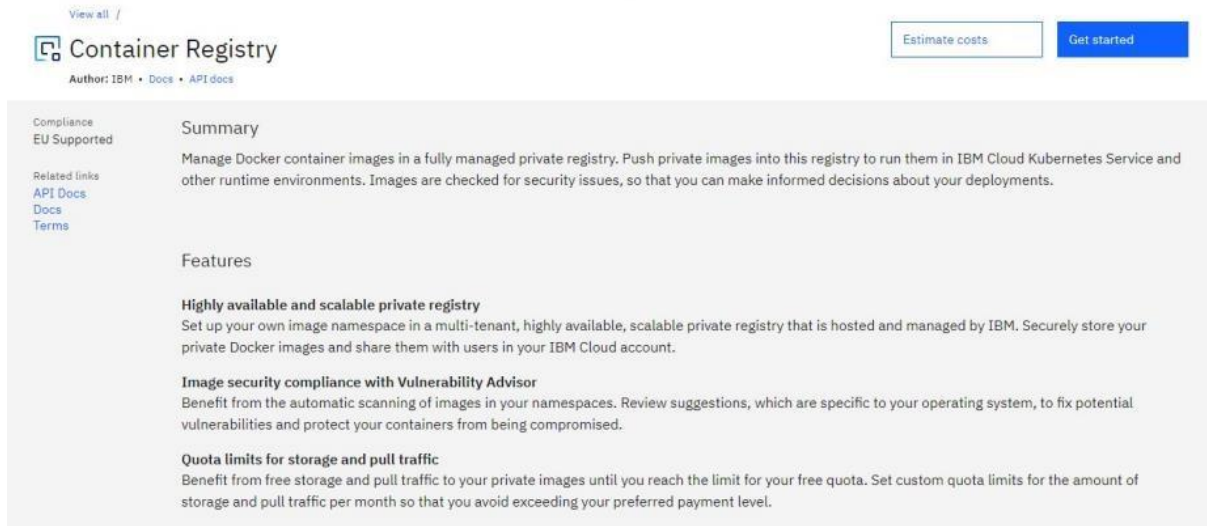 View all /
Container Registry
Estimate costs
Get started
Author: IBM • Docs • API docs
Compliance
EU Supported
Related links
API Docs
Docs
Terms
Summary
Manage Docker container images in a fully managed private registry. Push private images into this registry to run them in IBM Cloud Kubernetes Service and
other runtime environments. Images are checked for security issues, so that you can make informed decisions about your deployments.
Features
Highly available and scalable private registry
Set up your own image namespace in a multi-tenant, highly available, scalable private registry that is hosted and managed by IBM. Securely store your
private Docker images and share them with users in your IBM Cloud account.
Image security compliance with Vulnerability Advisor
Benefit from the automatic scanning of images in your namespaces. Review suggestions, which are specific to your operating system, to fix potential
vulnerabilities and protect your containers from being compromised.
Quota limits for storage and pull traffic
Benefit from free storage and pull traffic to your private images until you reach the limit for your free quota. Set custom quota limits for the amount of
storage and pull traffic per month so that you avoid exceeding your preferred payment level.